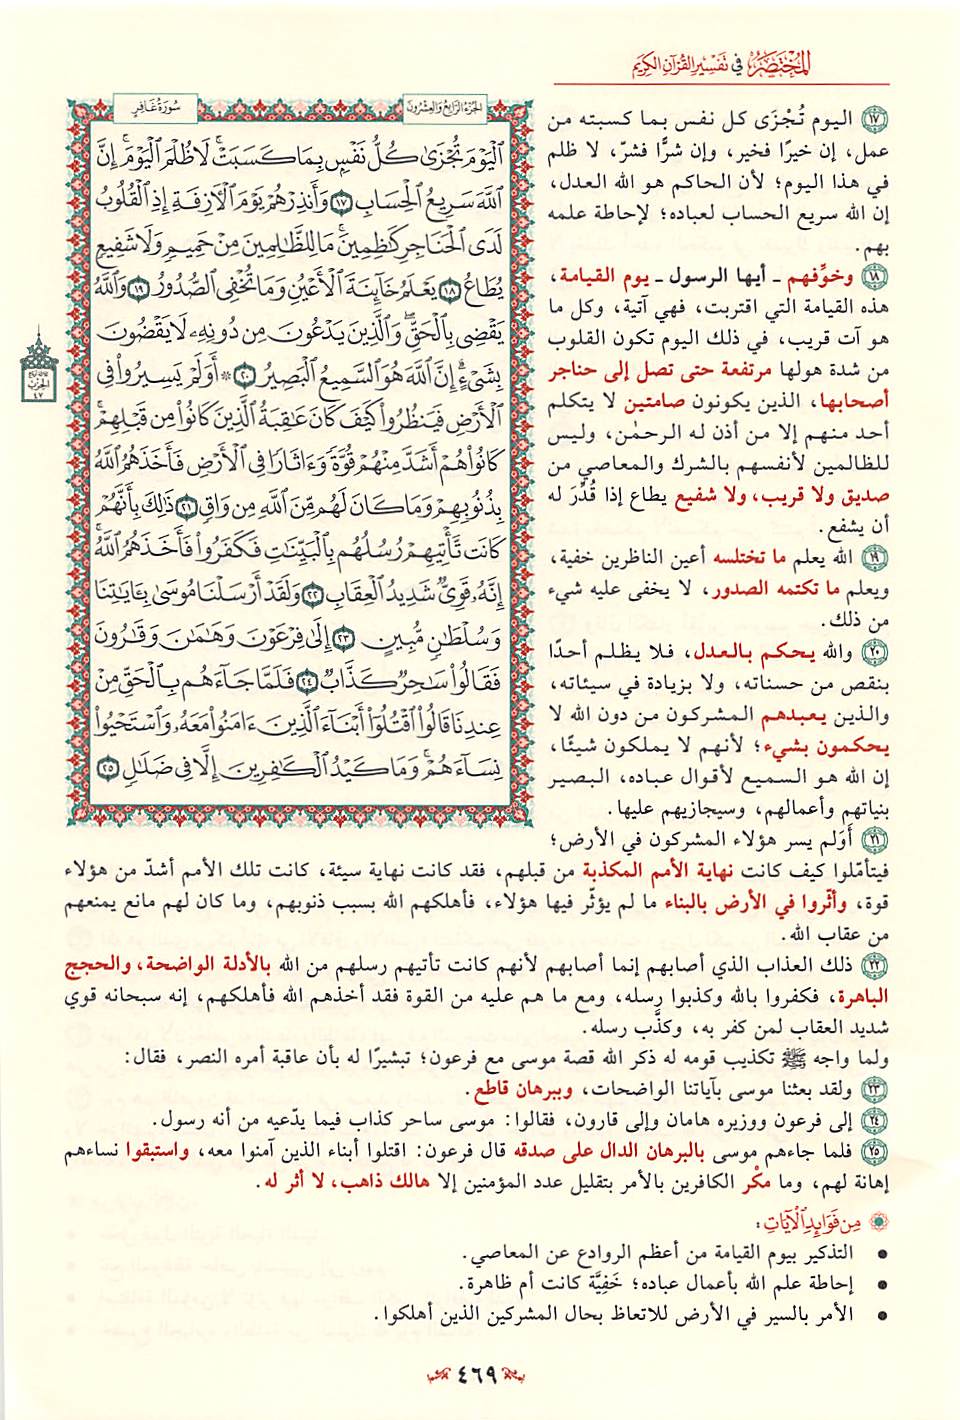 المختصر في تفسير القرآن الكريم
الجزء الرابع والعشرون
سورة غافر
ٱلۡيَوۡمَ تُجۡزَىٰ كُلُّ نَفۡسِۭ بِمَا كَسَبَتۡۚ لَا ظُلۡمَ ٱلۡيَوۡمَۚ إِنَّ
ٱللَّهَ سَرِيعُ ٱلۡحِسَابِ ١٧ وَأَنذِرۡهُمۡ يَوۡمَ ٱلۡأٓزِفَةِ إِذِ ٱلۡقُلُوبُ
لَدَى ٱلۡحَنَاجِرِ كَٰظِمِينَۚ مَا لِلظَّٰلِمِينَ مِنۡ حَمِيمٖ وَلَا شَفِيعٖ
يُطَاعُ ١٨ يَعۡلَمُ خَآئِنَةَ ٱلۡأَعۡيُنِ وَمَا تُخۡفِي ٱلصُّدُورُ ١٩ وَٱللَّهُ
يَقۡضِي بِٱلۡحَقِّۖ وَٱلَّذِينَ يَدۡعُونَ مِن دُونِهِۦ لَا يَقۡضُونَ
بِشَيۡءٍۗ إِنَّ ٱللَّهَ هُوَ ٱلسَّمِيعُ ٱلۡبَصِيرُ ٢٠ ۞ أَوَلَمۡ يَسِيرُواْ فِي
ٱلۡأَرۡضِ فَيَنظُرُواْ كَيۡفَ كَانَ عَٰقِبَةُ ٱلَّذِينَ كَانُواْ مِن قَبۡلِهِمۡۚ
كَانُواْ هُمۡ أَشَدَّ مِنۡهُمۡ قُوَّةٗ وَءَاثَارٗا فِي ٱلۡأَرۡضِ فَأَخَذَهُمُ ٱللَّهُ
بِذُنُوبِهِمۡ وَمَا كَانَ لَهُم مِّنَ ٱللَّهِ مِن وَاقٖ ٢١ ذَٰلِكَ بِأَنَّهُمۡ
كَانَت تَّأۡتِيهِمۡ رُسُلُهُم بِٱلۡبَيِّنَٰتِ فَكَفَرُواْ فَأَخَذَهُمُ ٱللَّهُۚ
إِنَّهُۥ قَوِيّٞ شَدِيدُ ٱلۡعِقَابِ ٢٢ وَلَقَدۡ أَرۡسَلۡنَا مُوسَىٰ بِـَٔايَٰتِنَا
وَسُلۡطَٰنٖ مُّبِينٍ ٢٣ إِلَىٰ فِرۡعَوۡنَ وَهَٰمَٰنَ وَقَٰرُونَ
فَقَالُواْ سَٰحِرٞ كَذَّابٞ ٢٤ فَلَمَّا جَآءَهُم بِٱلۡحَقِّ مِنۡ
عِندِنَا قَالُواْ ٱقۡتُلُوٓاْ أَبۡنَآءَ ٱلَّذِينَ ءَامَنُواْ مَعَهُۥ وَٱسۡتَحۡيُواْ
نِسَآءَهُمۡۚ وَمَا كَيۡدُ ٱلۡكَٰفِرِينَ إِلَّا فِي ضَلَٰلٖ ٢٥
الحزب
٤٧
١٧ اليوم تُجْزَى كل نفس بما كسبته من
عمل، إن خيرًا فخير، وإن شرًّا فشرّ، لا ظلم
في هذا اليوم؛ لأن الحاكم هو الله العدل،
إن الله سريع الحساب لعباده؛ لإحاطة علمه
بهم.
١٨ وخوِّفهم ـ أيها الرسول ـ يوم القيامة،
هذه القيامة التي اقتربت، فهي آتية، وكل ما
هو آت قريب، في ذلك اليوم تكون القلوب
من شدة هولها مرتفعة حتى تصل إلى حناجر
أصحابها، الذين يكونون صامتين لا يتكلم
أحد منهم إلا من أذن له الرحمٰن، وليس
للظالمين لأنفسهم بالشرك والمعاصي من
صديق ولا قريب، ولا شفيع يطاع إذا قُدِّرَ له
أن يشفع.
١٩ الله يعلم ما تختلسه أعين الناظرين خفية،
ويعلم ما تكتمه الصدور، لا يخفى عليه شيء
من ذلك.
٢٠ والله يحكم بالعدل، فلا يظلم أحدًا
بنقص من حسناته، ولا بزيادة في سيئاته،
والذين يعبدهم المشركون من دون الله لا
يحكمون بشيء؛ لأنهم لا يملكون شيئًا،
إن الله هو السميع لأقوال عباده، البصير
بنياتهم وأعمالهم، وسيجازيهم عليها.
٢١ أَوَلم يسر هؤلاء المشركون في الأرض؛
فيتأمّلوا كيف كانت نهاية الأمم المكذبة من قبلهم، فقد كانت نهاية سيئة، كانت تلك الأمم أشدّ من هؤلاء
قوة، وأثّروا في الأرض بالبناء ما لم يؤثّر فيها هؤلاء، فأهلكهم الله بسبب ذنوبهم، وما كان لهم مانع يمنعهم
من عقاب الله.
٢٢ ذلك العذاب الذي أصابهم إنما أصابهم لأنهم كانت تأتيهم رسلهم من الله بالأدلة الواضحة، والحجج
الباهرة، فكفروا بالله وكذبوا رسله، ومع ما هم عليه من القوة فقد أخذهم الله فأهلكهم، إنه سبحانه قوي
شديد العقاب لمن كفر به، وكذَّب رسله.
ولما واجه ﷺ تكذيب قومه له ذكر الله قصة موسى مع فرعون؛ تبشيرًا له بأن عاقبة أمره النصر، فقال:
٢٣ ولقد بعثنا موسى بآياتنا الواضحات، وببرهان قاطع.
٢٤ إلى فرعون ووزيره هامان وإلى قارون، فقالوا: موسى ساحر كذاب فيما يدّعيه من أنه رسول.
٢٥ فلما جاءهم موسى بالبرهان الدال على صدقه قال فرعون: اقتلوا أبناء الذين آمنوا معه، واستبقوا نساءهم
إهانة لهم، وما مكْر الكافرين بالأمر بتقليل عدد المؤمنين إلا هالك ذاهب، لا أثر له.
من فوائد الآيات:
• التذكير بيوم القيامة من أعظم الروادع عن المعاصي.
• إحاطة علم الله بأعمال عباده؛ خَفِيَّة كانت أم ظاهرة.
• الأمر بالسير في الأرض للاتعاظ بحال المشركين الذين أهلكوا.
٤٦٩